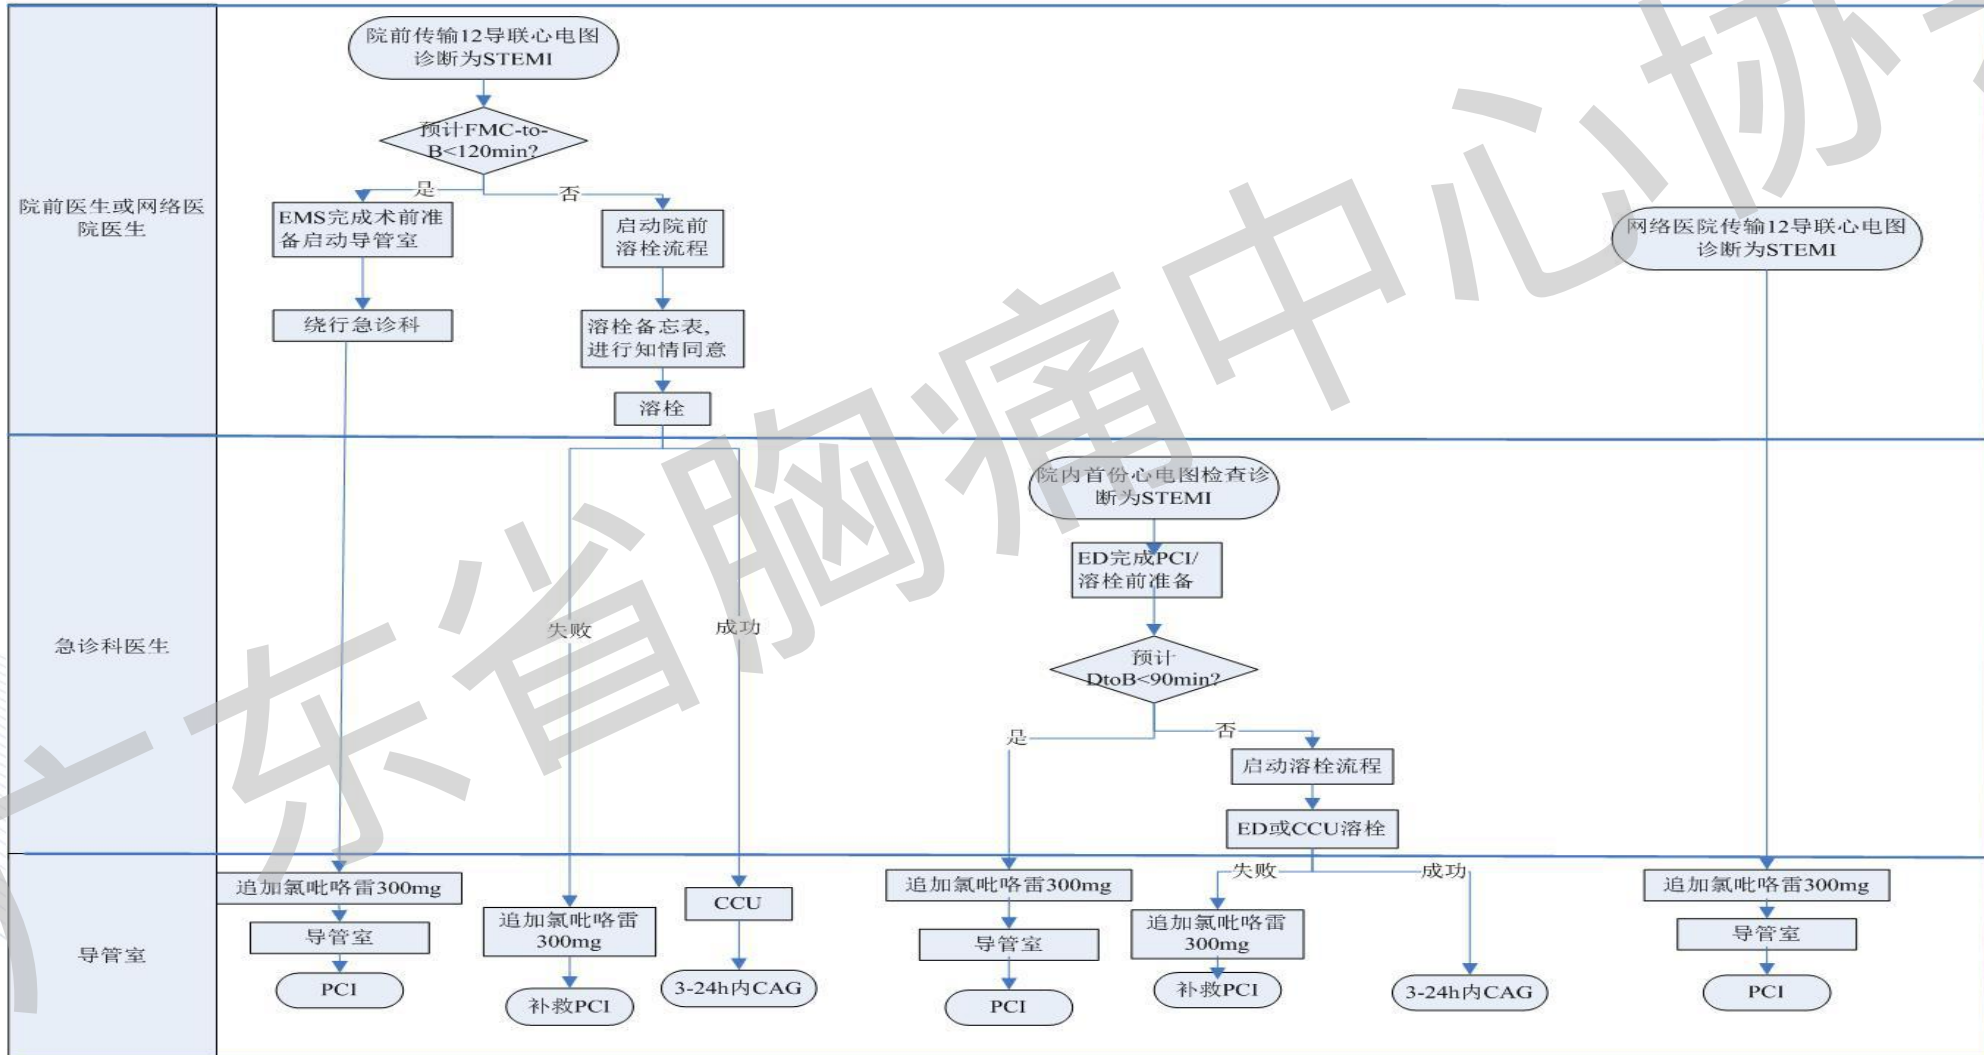 院前医生或网络医
院医生
院前传输12导联心电图
诊断为STEMI
预计FMC-to-
B<120min?
是
否
EMS完成术前准
备启动导管室
启动院前
溶栓流程
绕行急诊科
溶栓备忘表,
进行知情同意
溶栓
网络医院传输12导联心电图
诊断为STEMI
急诊科医生
失败
成功
院内首份心电图检查诊
断为STEMI
ED完成PCI/
溶栓前准备
预计
DtoB<90min?
是
否
启动溶栓流程
ED或CCU溶栓
导管室
追加氯吡咯雷300mg
导管室
PCI
追加氯吡咯雷
300mg
补救PCI
CCU
3-24h内CAG
追加氯吡咯雷300mg
导管室
PCI
失败
成功
追加氯吡咯雷
300mg
补救PCI
3-24h内CAG
追加氯吡咯雷300mg
导管室
PCI
广东省胸痛中心协